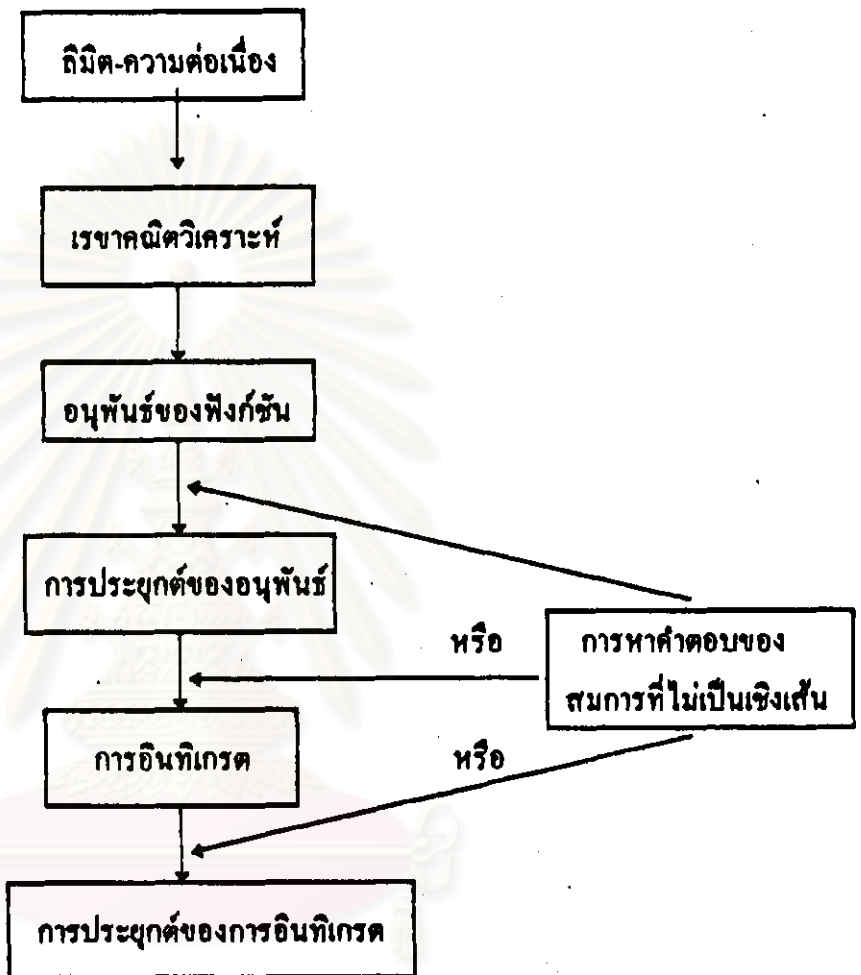 ลิมิต-ความต่อเนื่อง
เรขาคณิตวิเคราะห์
อนุพันธ์ของฟังก์ชัน
การประยุกต์ของอนุพันธ์
หรือ
การหาคำตอบของ
สมการที่ไม่เป็นเชิงเส้น
การอินทิเกรต
หรือ
การประยุกต์ของการอินทิเกรต